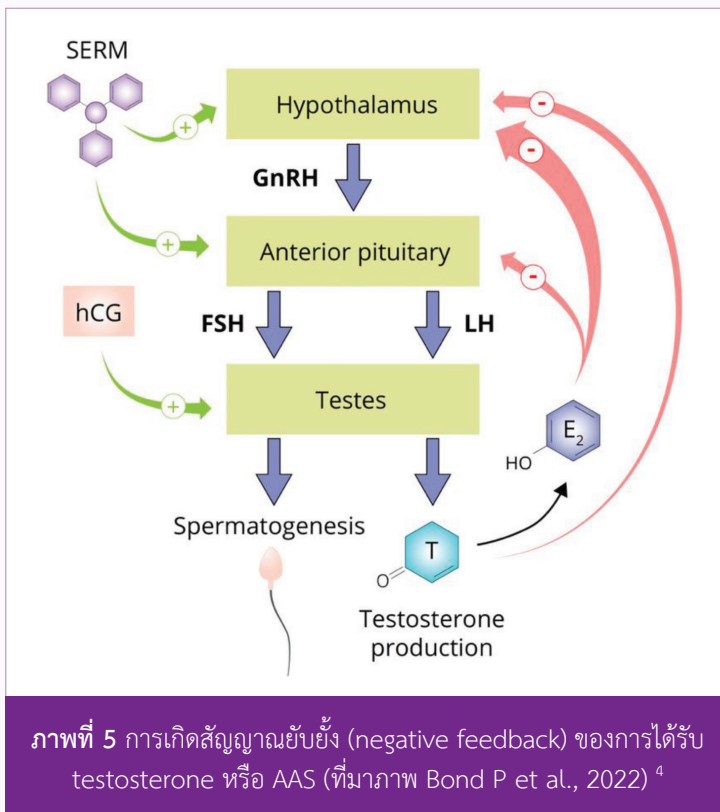 SERM
+
Hypothalamus
-
-
GnRH
+
Anterior pituitary
-
hCG
FSH
LH
+
Testes
E₂
HO
Spermatogenesis
T
O
Testosterone
production
ภาพที่ 5 การเกิดสัญญาณยับยั้ง (negative feedback) ของการได้รับ
testosterone หรือ AAS (ที่มาภาพ Bond P et al., 2022) ⁴